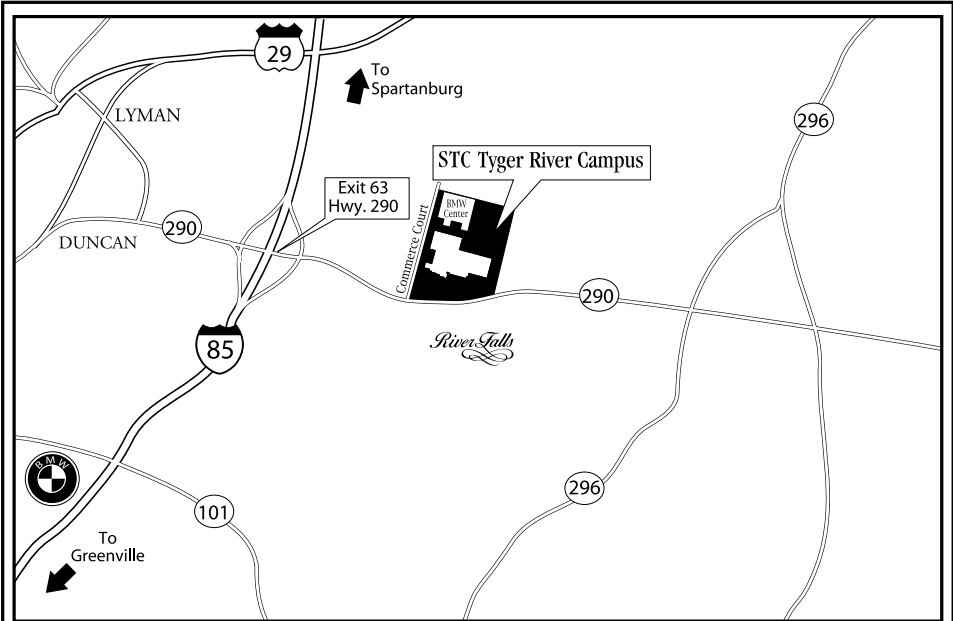 29
To
Spartanburg
LYMAN
296
STC Tyger River Campus
Exit 63
Hwy. 290
BMW
Center
Commerce Court
290
DUNCAN
290
River Falls
85
BMW
296
101
To
Greenville